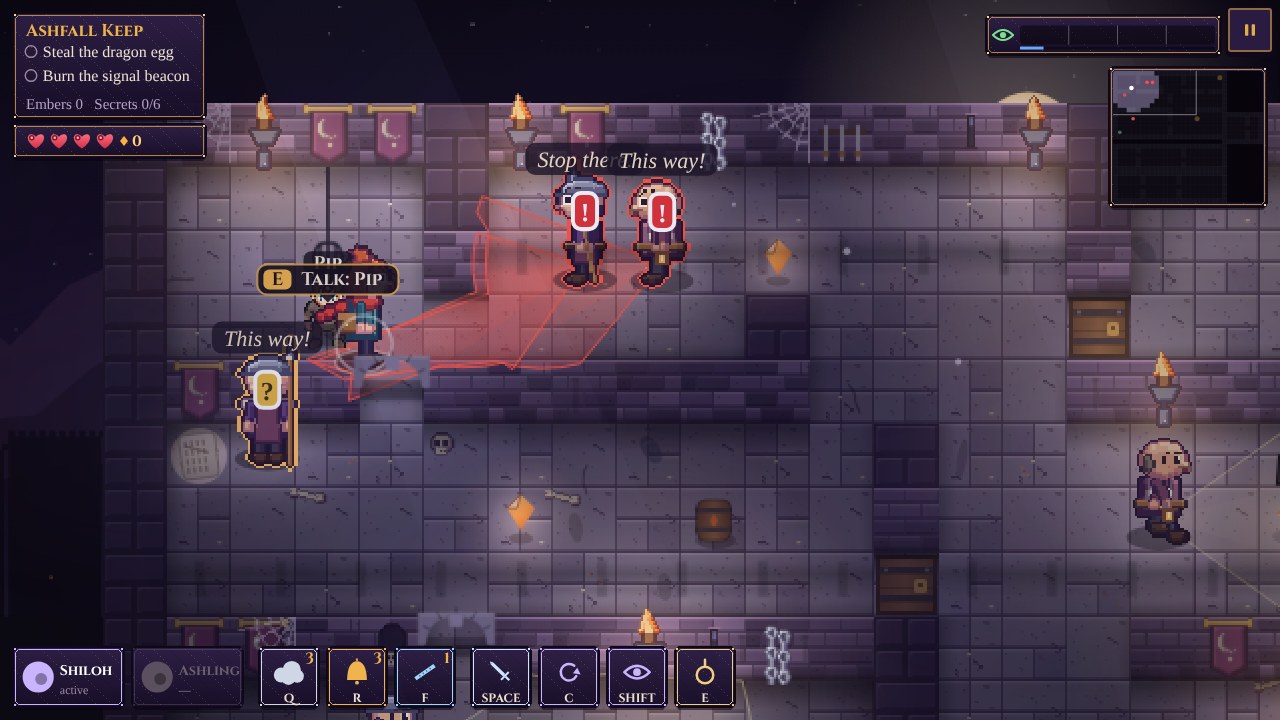 ASHFALL KEEP
Steal the dragon egg
Burn the signal beacon
Embers 0 Secrets 0/6
0
Stop the
This way!
PIP
E TALK: PIP
This way!
!
!
?
SHILOH
active
ASHLING
—
3
Q
3
R
1
F
SPACE
C
SHIFT
E